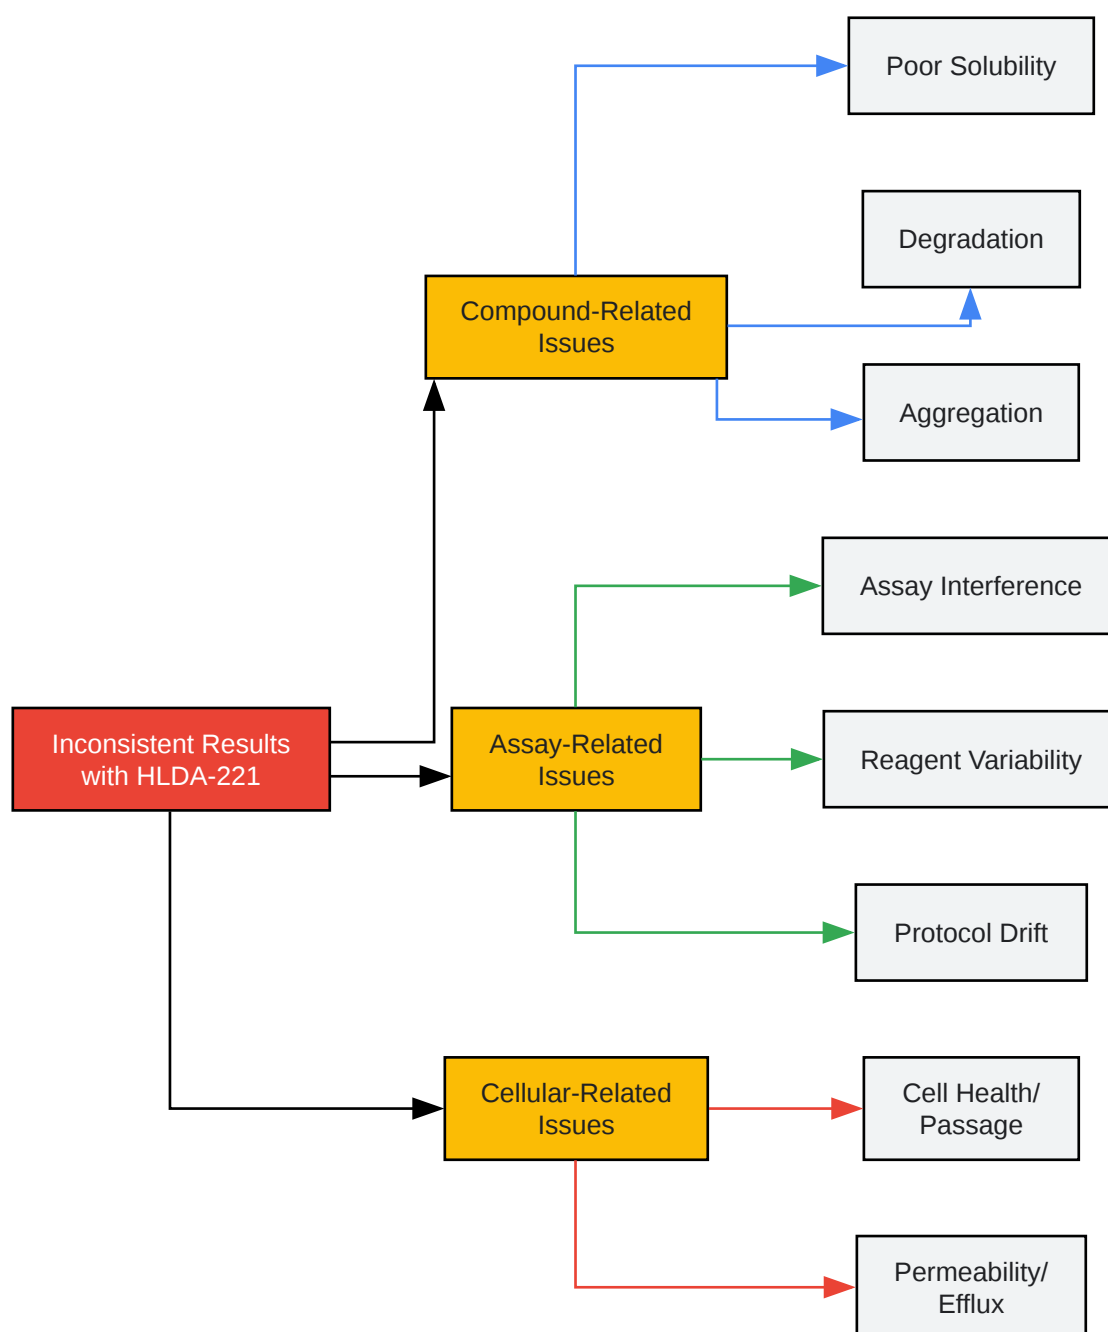 Poor Solubility
Degradation
Compound-Related
Issues
Aggregation
Assay Interference
Inconsistent Results
with HLDA-221
Assay-Related
Issues
Reagent Variability
Protocol Drift
Cellular-Related
Issues
Cell Health/
Passage
Permeability/
Efflux